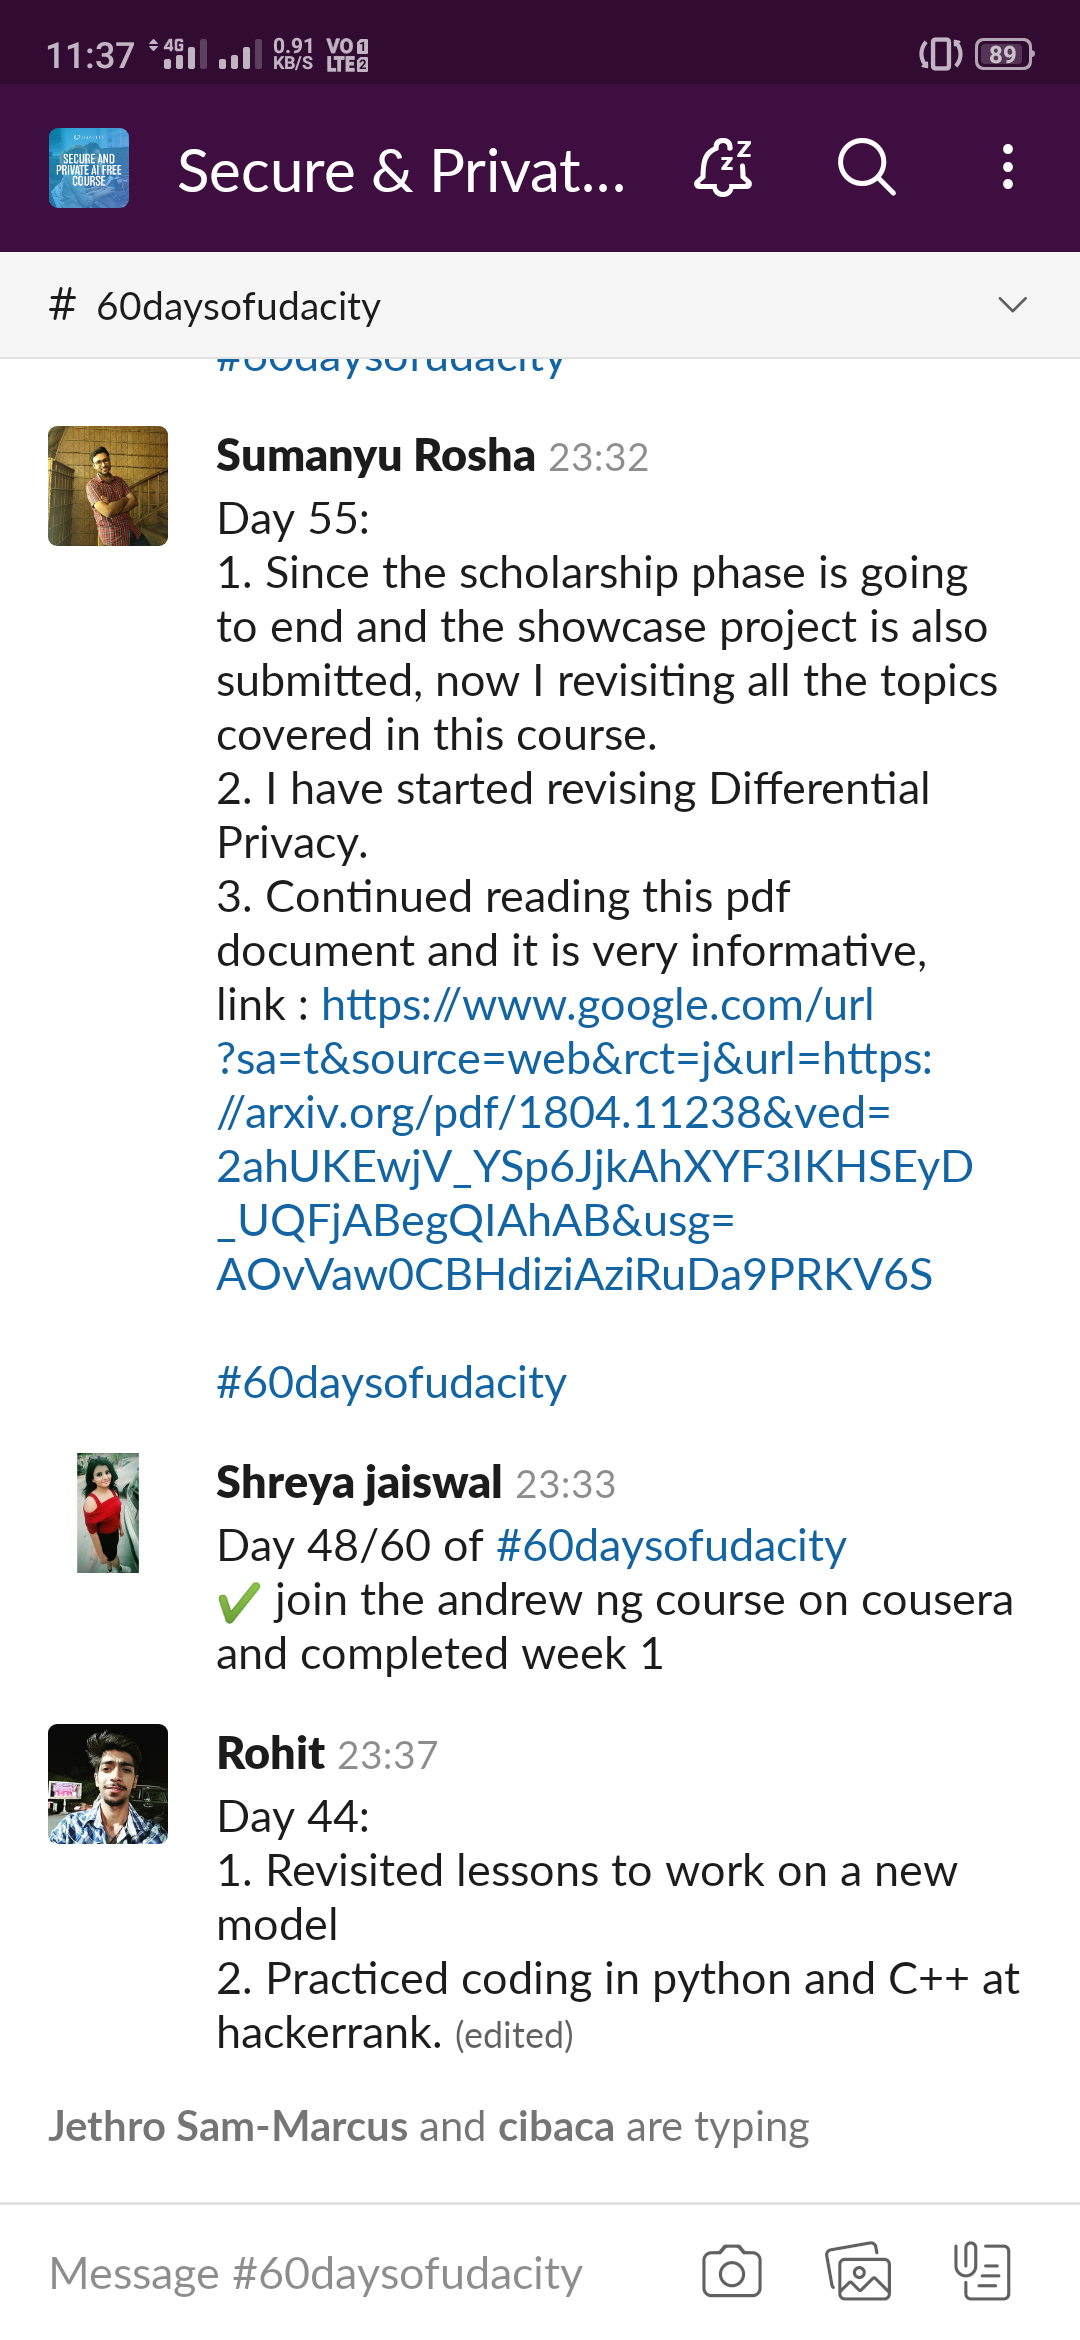 11:37 4G 0.91 KB/S VO 1 LTE 2 89
SECURE AND
PRIVATE AI FREE
COURSE
Secure & Privat...
# 60daysofudacity
#60daysofudacity
Sumanyu Rosha 23:32
Day 55:
1. Since the scholarship phase is going
to end and the showcase project is also
submitted, now I revisiting all the topics
covered in this course.
2. I have started revising Differential
Privacy.
3. Continued reading this pdf
document and it is very informative,
link : https://www.google.com/url
?sa=t&source=web&rct=j&url=https:
//arxiv.org/pdf/1804.11238&ved=
2ahUKEwjV_YSp6JjkAhXYF3IKHSEyD
_UQFjABegQIAhAB&usg=
AOvVaw0CBHdiziAziRuDa9PRKV6S
#60daysofudacity
Shreya jaiswal 23:33
Day 48/60 of #60daysofudacity
✔ join the andrew ng course on cousera
and completed week 1
Rohit 23:37
Day 44:
1. Revisited lessons to work on a new
model
2. Practiced coding in python and C++ at
hackerrank. (edited)
Jethro Sam-Marcus and cibaca are typing
Message #60daysofudacity